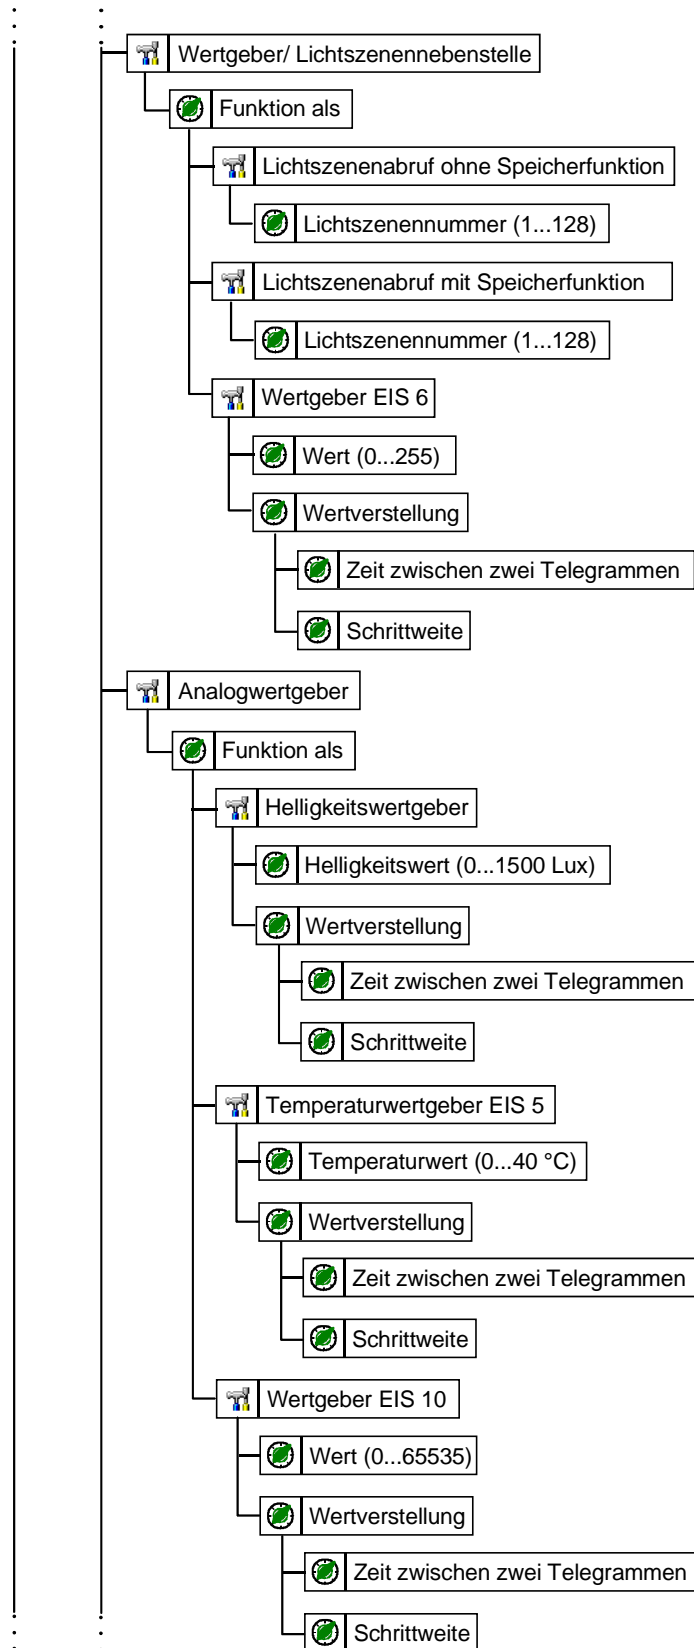 Wertgeber/ Lichtszenennebenstelle
Funktion als
Lichtszenenabruf ohne Speicherfunktion
Lichtszenennummer (1...128)
Lichtszenenabruf mit Speicherfunktion
Lichtszenennummer (1...128)
Wertgeber EIS 6
Wert (0...255)
Wertverstellung
Zeit zwischen zwei Telegrammen
Schrittweite
Analogwertgeber
Funktion als
Helligkeitswertgeber
Helligkeitswert (0...1500 Lux)
Wertverstellung
Zeit zwischen zwei Telegrammen
Schrittweite
Temperaturwertgeber EIS 5
Temperaturwert (0...40 °C)
Wertverstellung
Zeit zwischen zwei Telegrammen
Schrittweite
Wertgeber EIS 10
Wert (0...65535)
Wertverstellung
Zeit zwischen zwei Telegrammen
Schrittweite